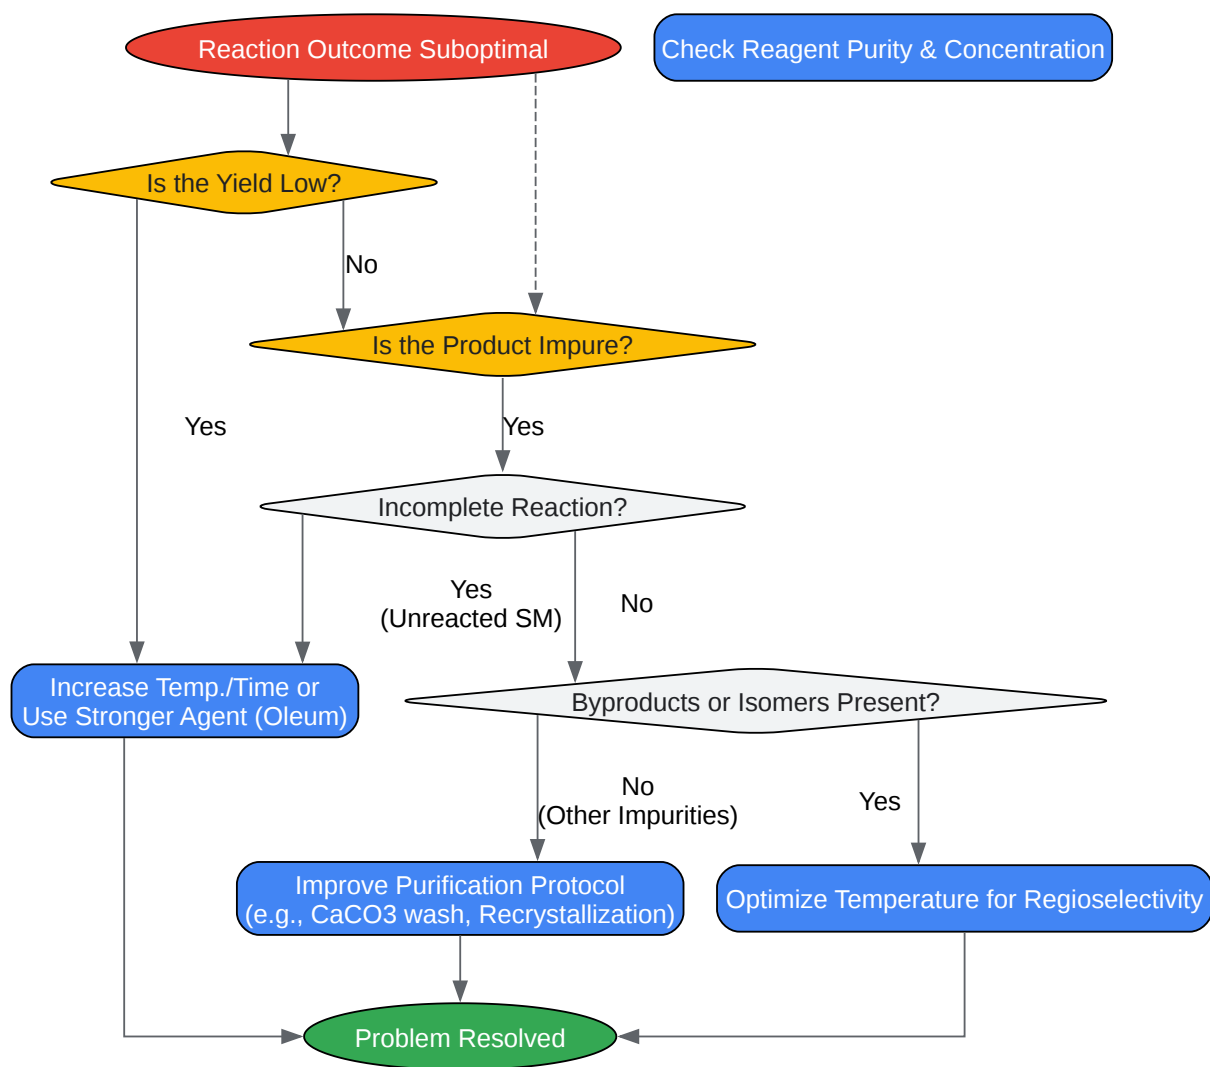 Reaction Outcome Suboptimal
Check Reagent Purity & Concentration
Is the Yield Low?
No
Is the Product Impure?
Yes
Yes
Incomplete Reaction?
Yes
(Unreacted SM)
No
Increase Temp./Time or
Use Stronger Agent (Oleum)
Byproducts or Isomers Present?
No
(Other Impurities)
Yes
Improve Purification Protocol
(e.g., CaCO3 wash, Recrystallization)
Optimize Temperature for Regioselectivity
Problem Resolved